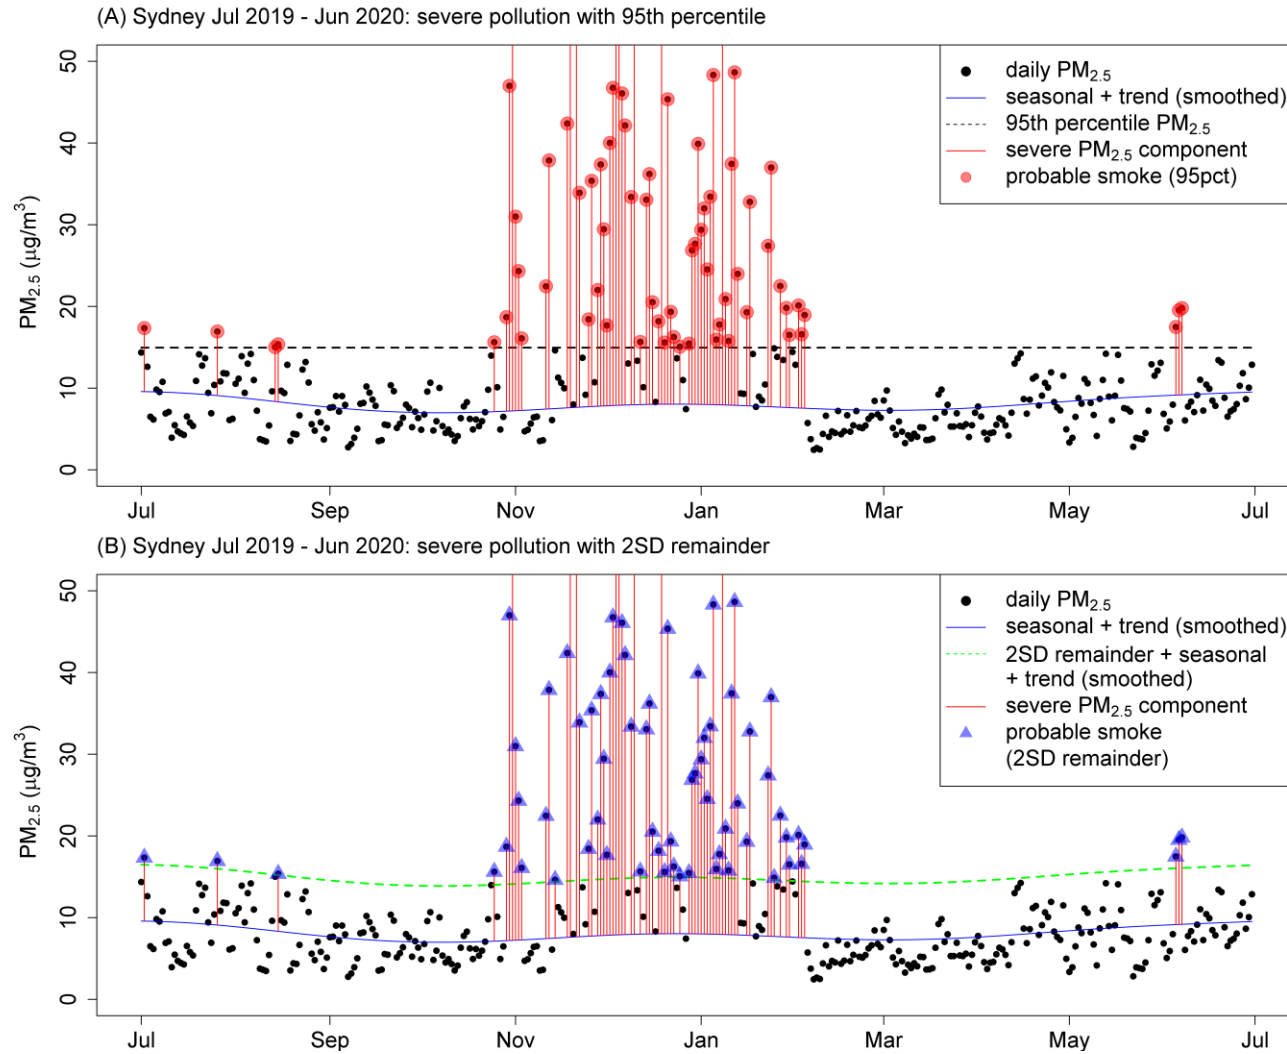 (A) Sydney Jul 2019 - Jun 2020: severe pollution with 95th percentile
50
40
30
20
10
0
PM2.5 (μg/m3)
daily PM2.5
seasonal + trend (smoothed)
95th percentile PM2.5
severe PM2.5 component
probable smoke (95pct)
Jul Sep Nov Jan Mar May Jul
(B) Sydney Jul 2019 - Jun 2020: severe pollution with 2SD remainder
50
40
30
20
10
0
PM2.5 (μg/m3)
daily PM2.5
seasonal + trend (smoothed)
2SD remainder + seasonal
+ trend (smoothed)
severe PM2.5 component
probable smoke
(2SD remainder)
Jul Sep Nov Jan Mar May Jul